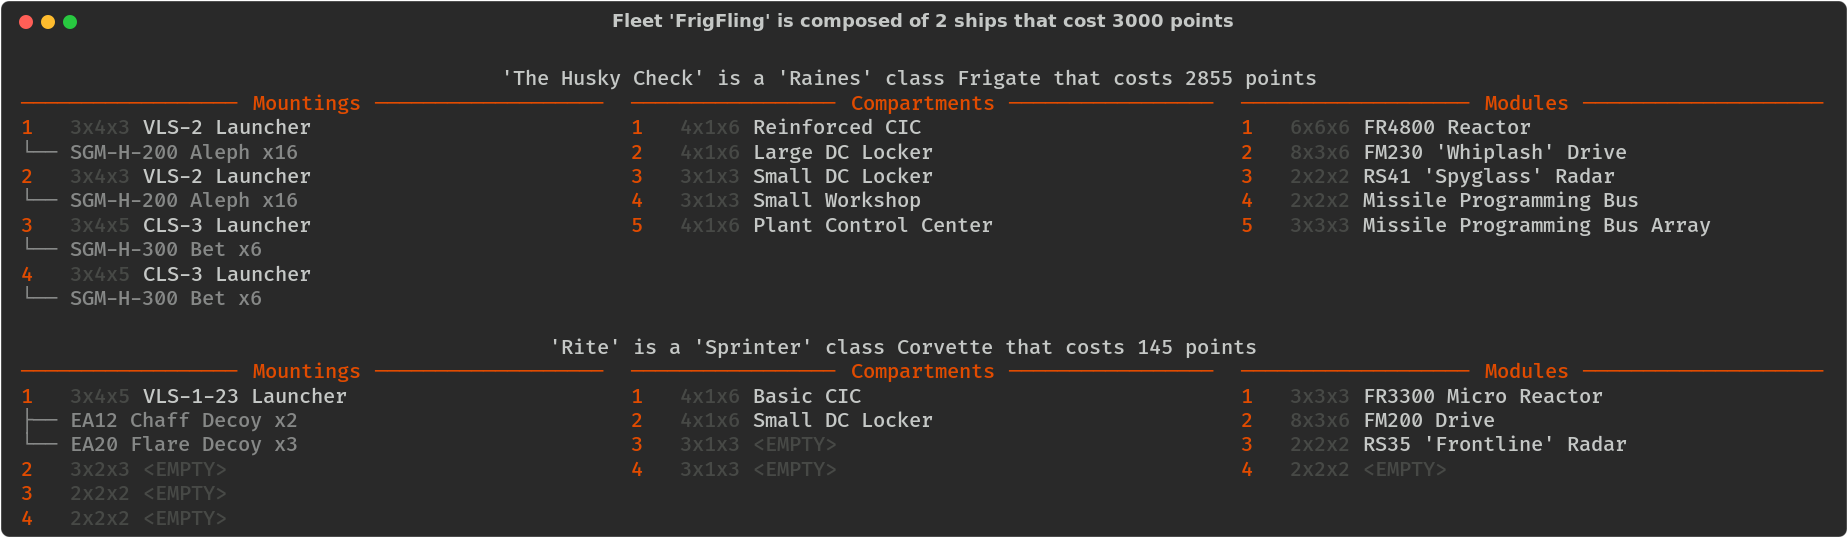 Fleet 'FrigFling' is composed of 2 ships that cost 3000 points
'The Husky Check' is a 'Raines' class Frigate that costs 2855 points
Mountings Compartments Modules
1 3x4x3 VLS-2 Launcher 1 4x1x6 Reinforced CIC 1 6x6x6 FR4800 Reactor
SGM-H-200 Aleph x16 2 4x1x6 Large DC Locker 2 8x3x6 FM230 'Whiplash' Drive
2 3x4x3 VLS-2 Launcher 3 3x1x3 Small DC Locker 3 2x2x2 RS41 'Spyglass' Radar
SGM-H-200 Aleph x16 4 3x1x3 Small Workshop 4 2x2x2 Missile Programming Bus
3 3x4x5 CLS-3 Launcher 5 4x1x6 Plant Control Center 5 3x3x3 Missile Programming Bus Array
SGM-H-300 Bet x6
4 3x4x5 CLS-3 Launcher
SGM-H-300 Bet x6
'Rite' is a 'Sprinter' class Corvette that costs 145 points
Mountings Compartments Modules
1 3x4x5 VLS-1-23 Launcher 1 4x1x6 Basic CIC 1 3x3x3 FR3300 Micro Reactor
EA12 Chaff Decoy x2 2 4x1x6 Small DC Locker 2 8x3x6 FM200 Drive
EA20 Flare Decoy x3 3 3x1x3 <EMPTY> 3 2x2x2 RS35 'Frontline' Radar
2 3x2x3 <EMPTY> 4 3x1x3 <EMPTY> 4 2x2x2 <EMPTY>
3 2x2x2 <EMPTY>
4 2x2x2 <EMPTY>